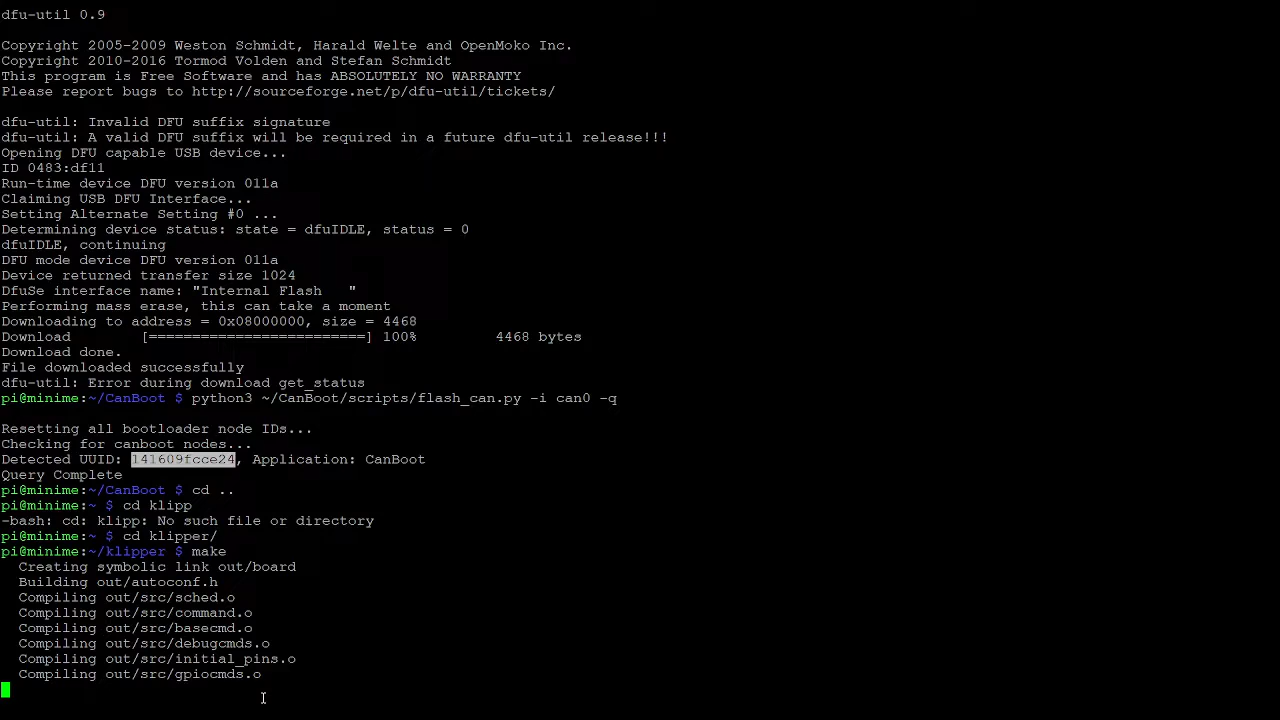 dfu-util 0.9
Copyright 2005-2009 Weston Schmidt, Harald Welte and OpenMoko Inc.
Copyright 2010-2016 Tormod Volden and Stefan Schmidt
This program is Free Software and has ABSOLUTELY NO WARRANTY
Please report bugs to http://sourceforge.net/p/dfu-util/tickets/
dfu-util: Invalid DFU suffix signature
dfu-util: A valid DFU suffix will be required in a future dfu-util release!!!
Opening DFU capable USB device...
ID 0483:df11
Run-time device DFU version 011a
Claiming USB DFU Interface...
Setting Alternate Setting #0 ...
Determining device status: state = dfuIDLE, status = 0
dfuIDLE, continuing
DFU mode device DFU version 011a
Device returned transfer size 1024
DfuSe interface name: "Internal Flash   "
Performing mass erase, this can take a moment
Downloading to address = 0x08000000, size = 4468
Download        [=========================] 100%         4468 bytes
Download done.
File downloaded successfully
dfu-util: Error during download get_status
pi@minime:~/CanBoot $ python3 ~/CanBoot/scripts/flash_can.py -i can0 -q
Resetting all bootloader node IDs...
Checking for canboot nodes...
Detected UUID: 141609fcce24, Application: CanBoot
Query Complete
pi@minime:~/CanBoot $ cd ..
pi@minime:~ $ cd klipp
-bash: cd: klipp: No such file or directory
pi@minime:~ $ cd klipper/
pi@minime:~/klipper $ make
  Creating symbolic link out/board
  Building out/autoconf.h
  Compiling out/src/sched.o
  Compiling out/src/command.o
  Compiling out/src/basecmd.o
  Compiling out/src/debugcmds.o
  Compiling out/src/initial_pins.o
  Compiling out/src/gpiocmds.o